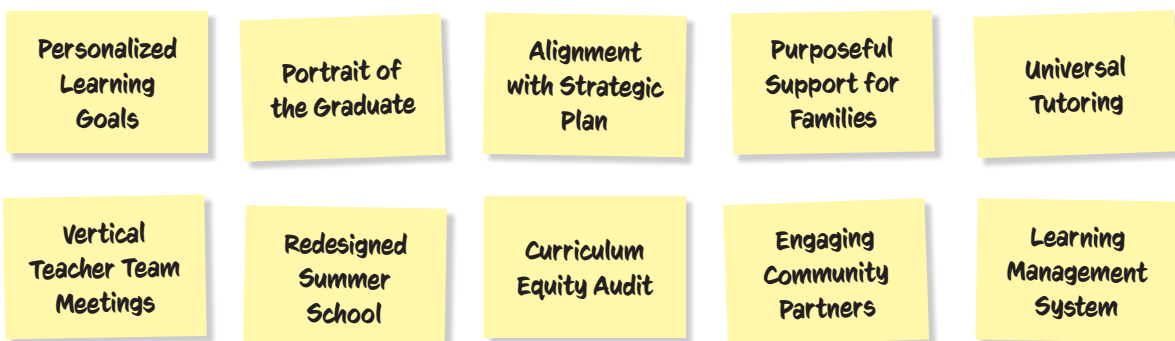 Personalized
Learning
Goals
Portrait of
the Graduate
Alignment
with Strategic
Plan
Purposeful
Support for
Families
Universal
Tutoring
Vertical
Teacher Team
Meetings
Redesigned
Summer
School
Curriculum
Equity Audit
Engaging
Community
Partners
Learning
Management
System